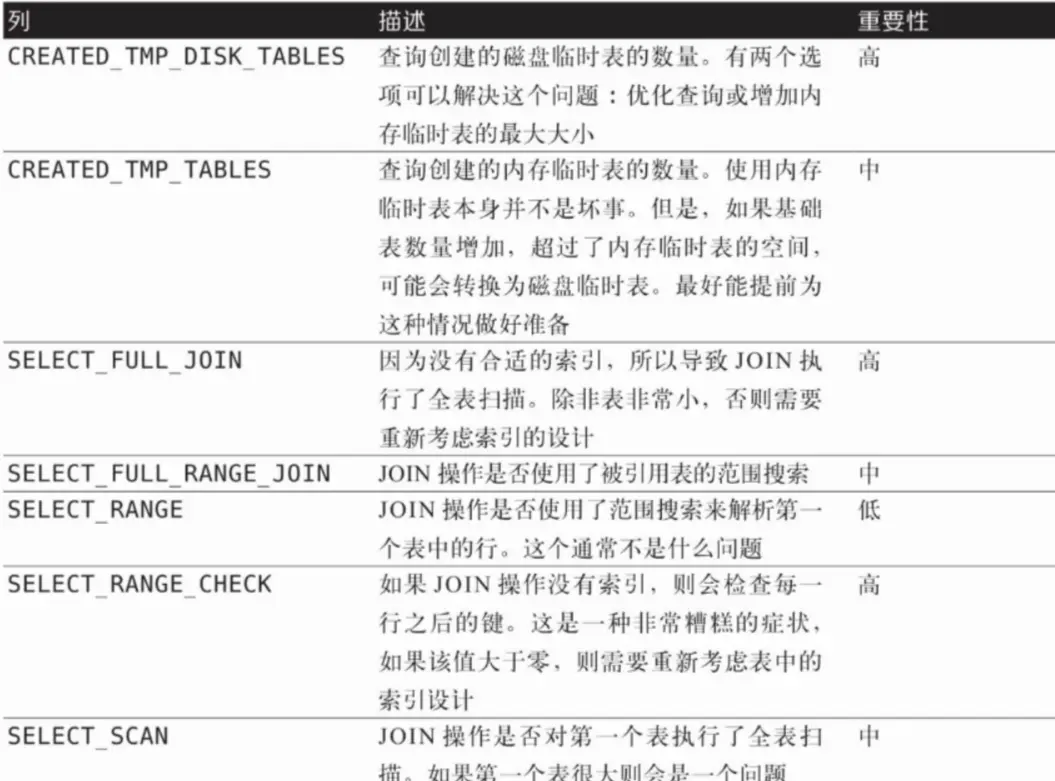 列 描述 重要性
CREATED_TMP_DISK_TABLES 查询创建的磁盘临时表的数量。有两个选 高
项可以解决这个问题：优化查询或增加内
存临时表的最大大小
CREATED_TMP_TABLES 查询创建的内存临时表的数量。使用内存 中
临时表本身并不是坏事。但是，如果基础
表数量增加，超过了内存临时表的空间，
可能会转换为磁盘临时表。最好能提前为
这种情况做好准备
SELECT_FULL_JOIN 因为没有合适的索引，所以导致 JOIN 执 高
行了全表扫描。除非表非常小，否则需要
重新考虑索引的设计
SELECT_FULL_RANGE_JOIN JOIN 操作是否使用了被引用表的范围搜索 中
SELECT_RANGE JOIN 操作是否使用了范围搜索来解析第一 低
个表中的行。这个通常不是什么问题
SELECT_RANGE_CHECK 如果 JOIN 操作没有索引，则会检查每一 高
行之后的键。这是一种非常糟糕的症状，
如果该值大于零，则需要重新考虑表中的
索引设计
SELECT_SCAN JOIN 操作是否对第一个表执行了全表扫 中
描。如果第一个表很大则会是一个问题